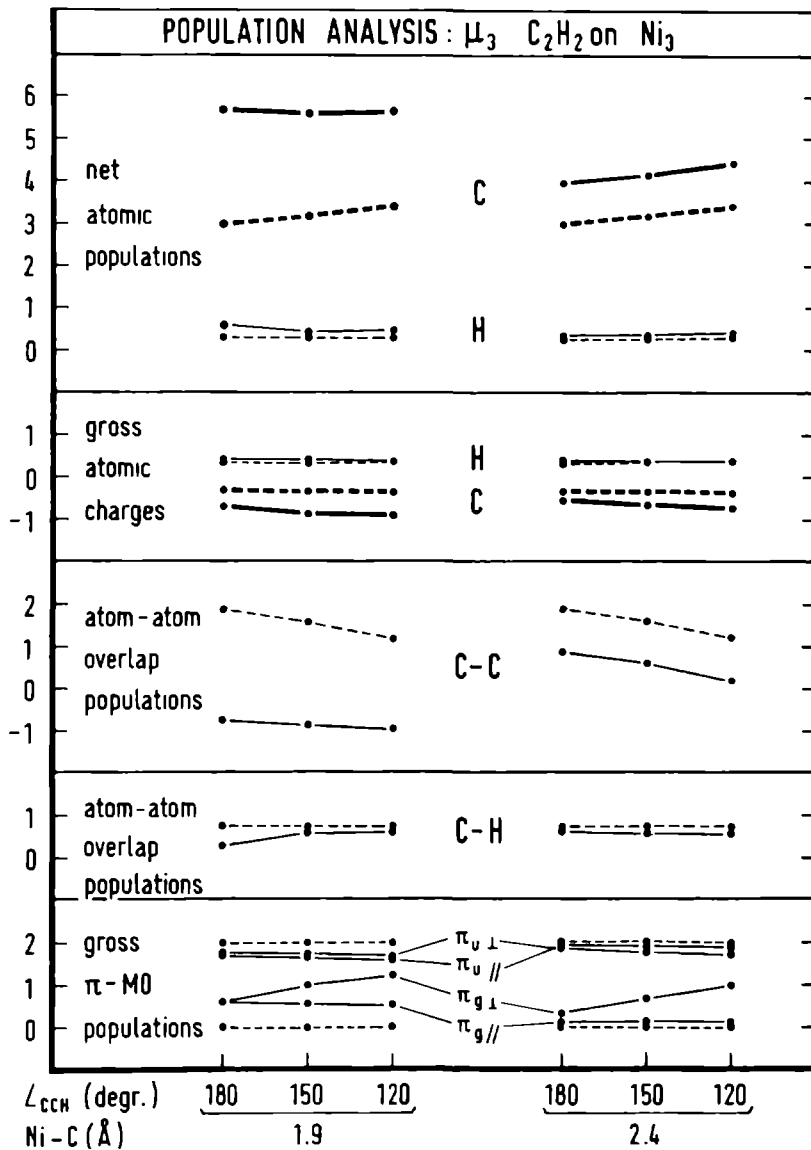 POPULATION ANALYSIS : μ₃ C₂H₂ on Ni₃
6
5
4
3
2
1
0
net
atomic
populations
C
H
1
0
-1
gross
atomic
charges
H
C
2
1
0
-1
atom-atom
overlap
populations
C-C
1
0
atom-atom
overlap
populations
C-H
2
1
0
gross
π-MO
populations
πu⊥
πu//
πg⊥
πg//
∠CCH (degr.) 180 150 120 180 150 120
Ni-C (Å) 1.9 2.4